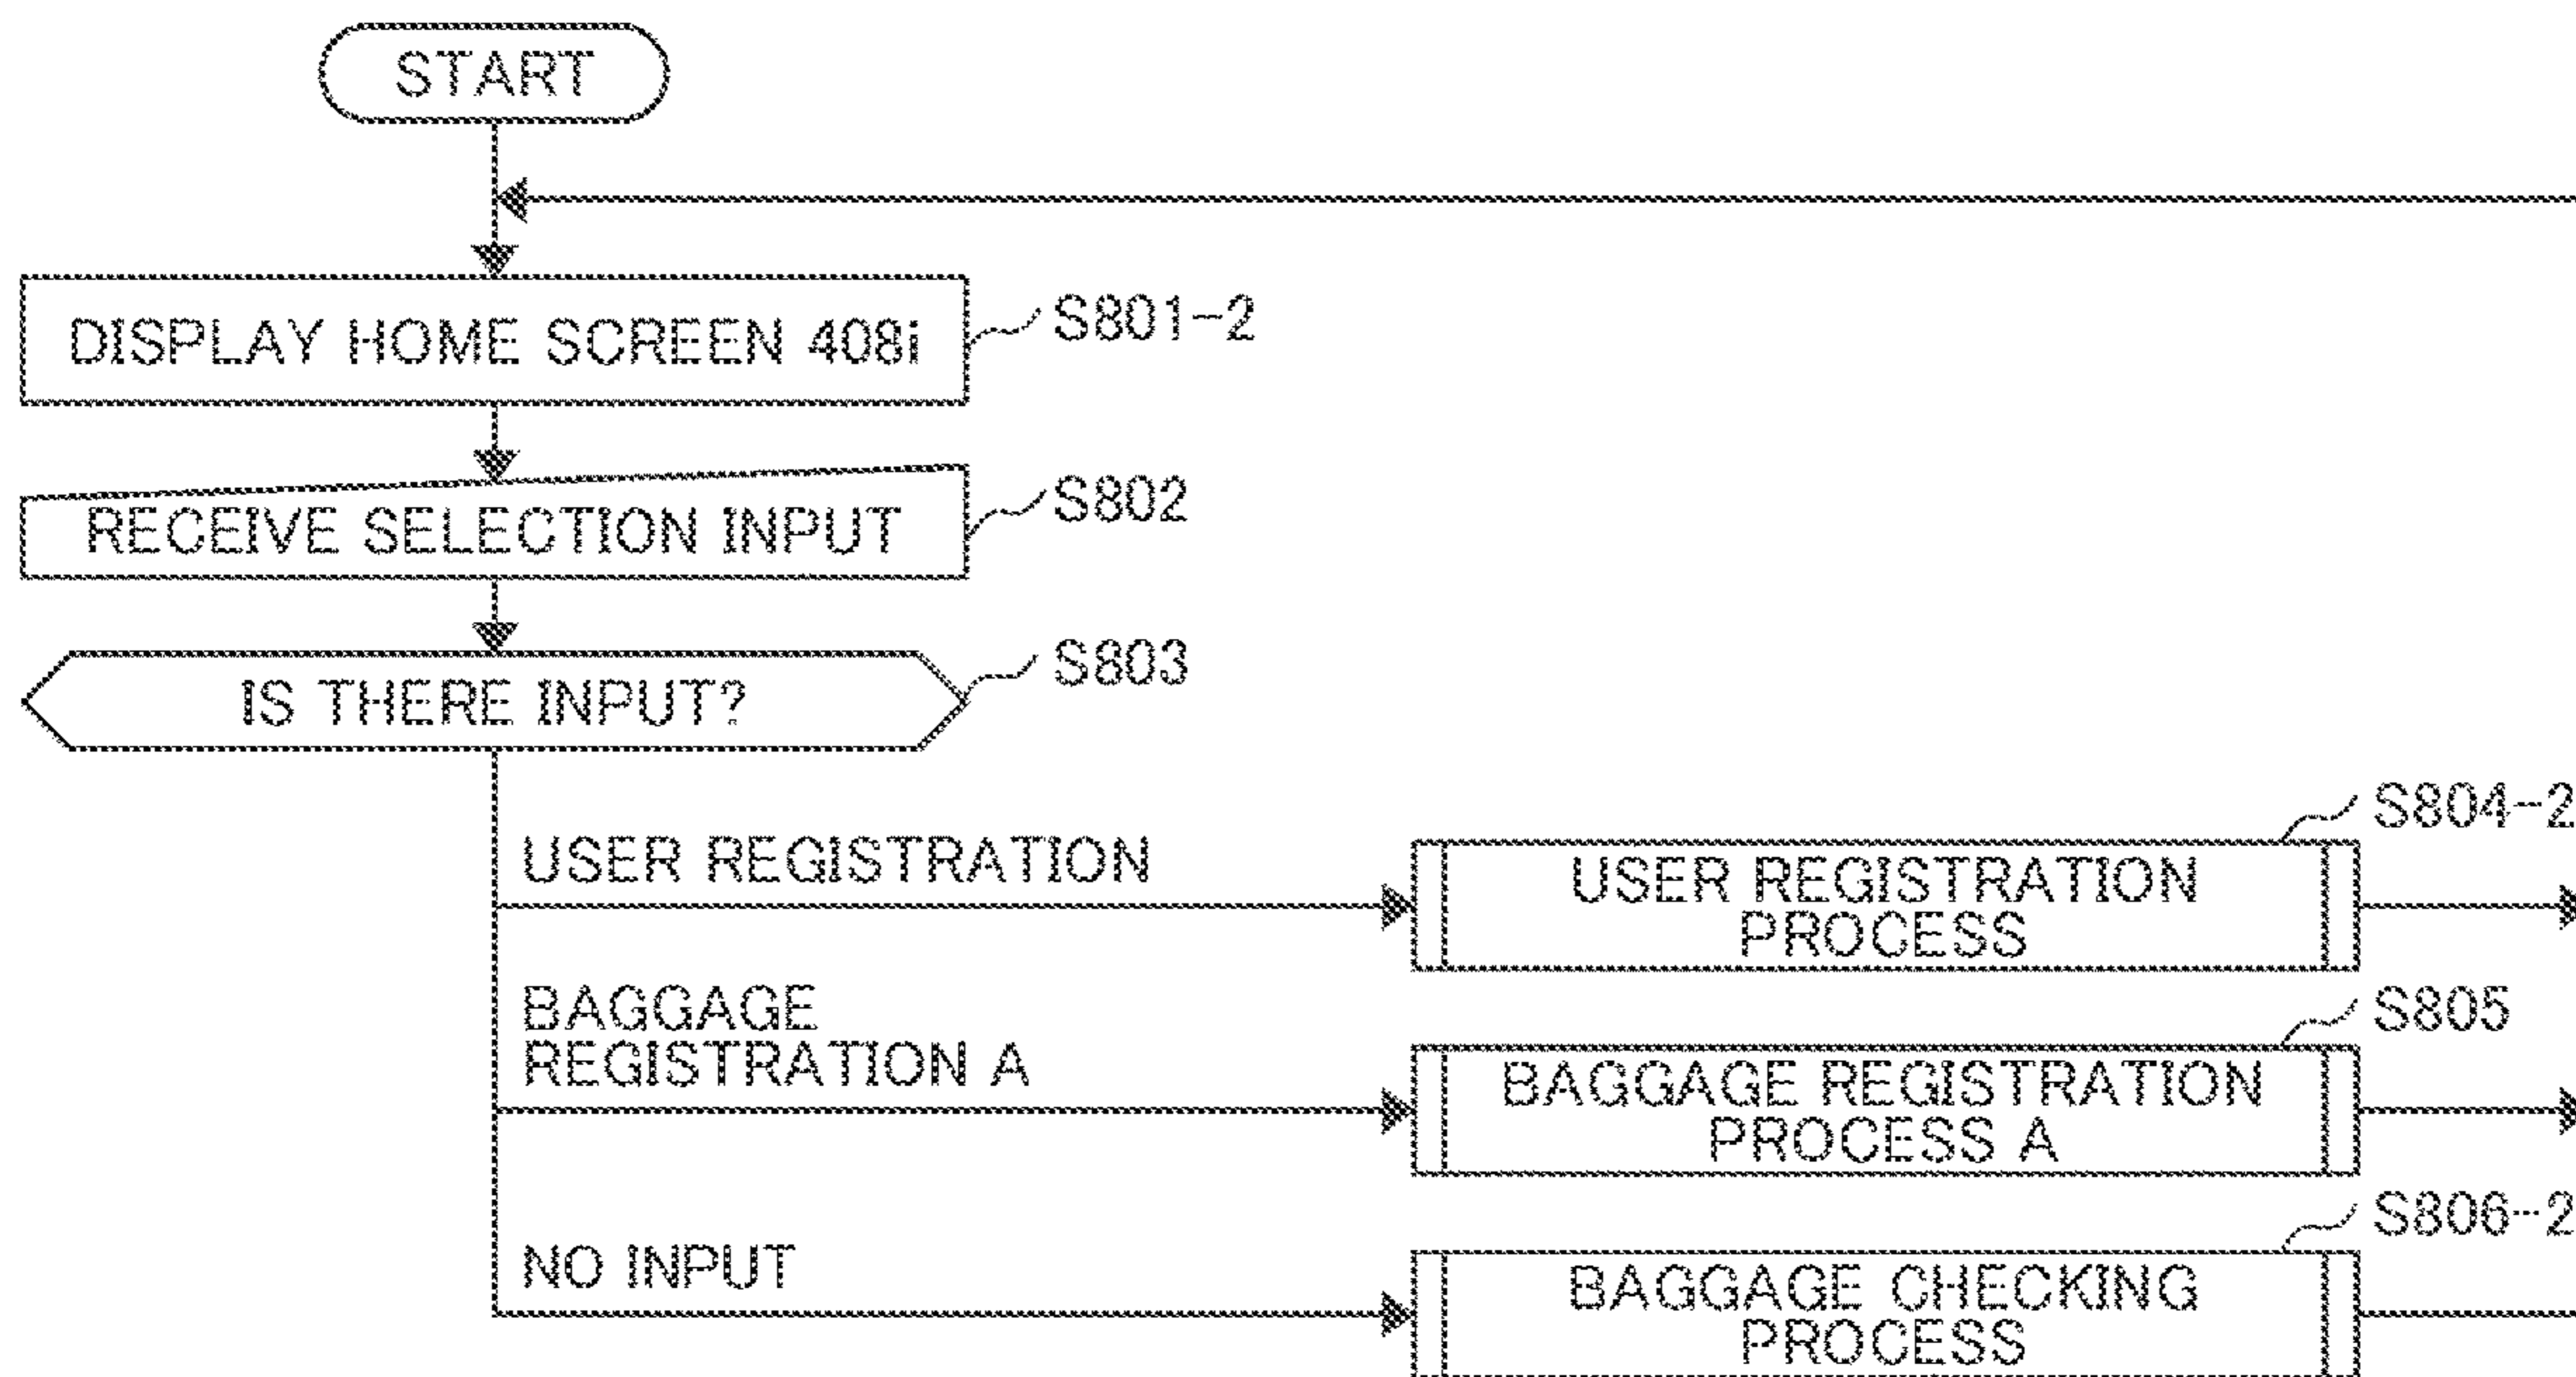 START
DISPLAY HOME SCREEN 408i
S801-2
RECEIVE SELECTION INPUT
S802
IS THERE INPUT?
S803
USER REGISTRATION
S804-2
USER REGISTRATION
PROCESS
BAGGAGE
REGISTRATION A
S805
BAGGAGE REGISTRATION
PROCESS A
NO INPUT
S806-2
BAGGAGE CHECKING
PROCESS